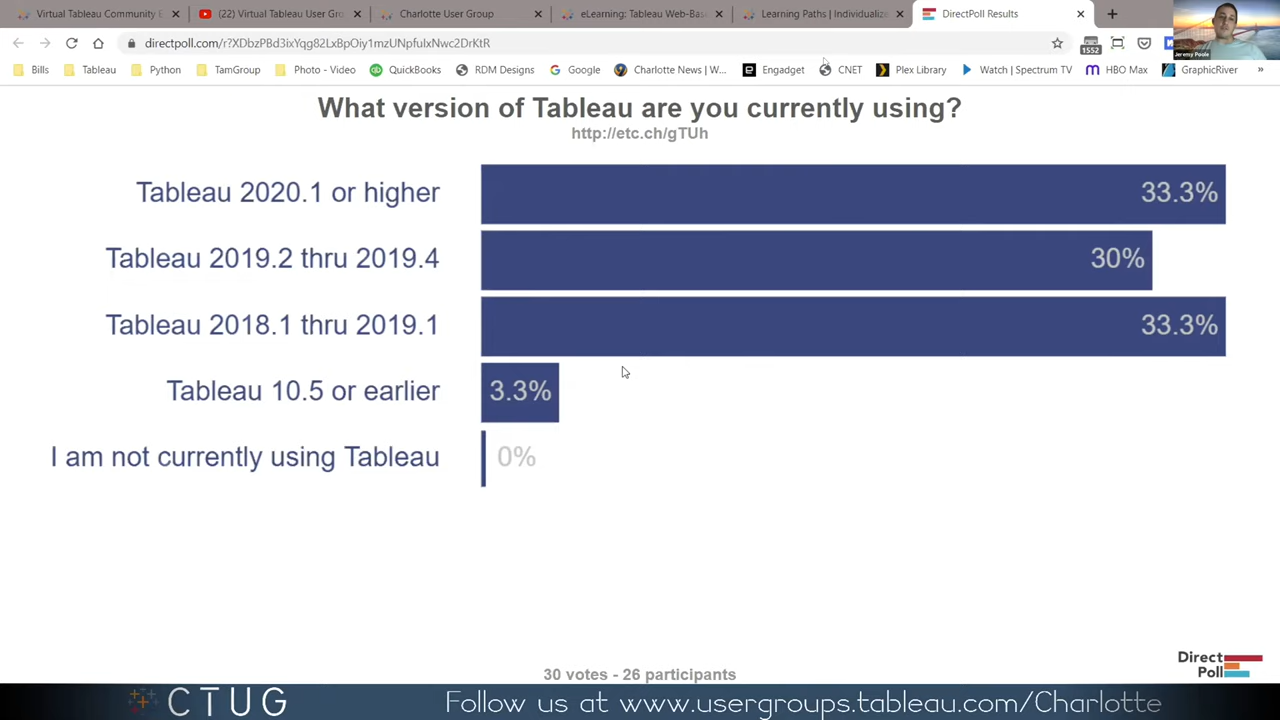 Virtual Tableau Community E
(22) Virtual Tableau User Gro
Charlotte User Group
eLearning: Tableau Web-Bas
Learning Paths | Individualize
DirectPoll Results
directpoll.com/r?XDbzPBd3ixYqg82LxBpOiy1mzUNpfuIxNwc2DrKtR
1552
Jeremy Poole
Bills
Tableau
Python
TamGroup
Photo - Video
QuickBooks
RDM Designs
Google
Charlotte News | W...
Engadget
CNET
Plex Library
Watch | Spectrum TV
HBO Max
GraphicRiver
»
What version of Tableau are you currently using?
http://etc.ch/gTUh
Tableau 2020.1 or higher 33.3%
Tableau 2019.2 thru 2019.4 30%
Tableau 2018.1 thru 2019.1 33.3%
Tableau 10.5 or earlier 3.3%
I am not currently using Tableau 0%
Direct
Poll
30 votes - 26 participants
CTUG Follow us at www.usergroups.tableau.com/Charlotte